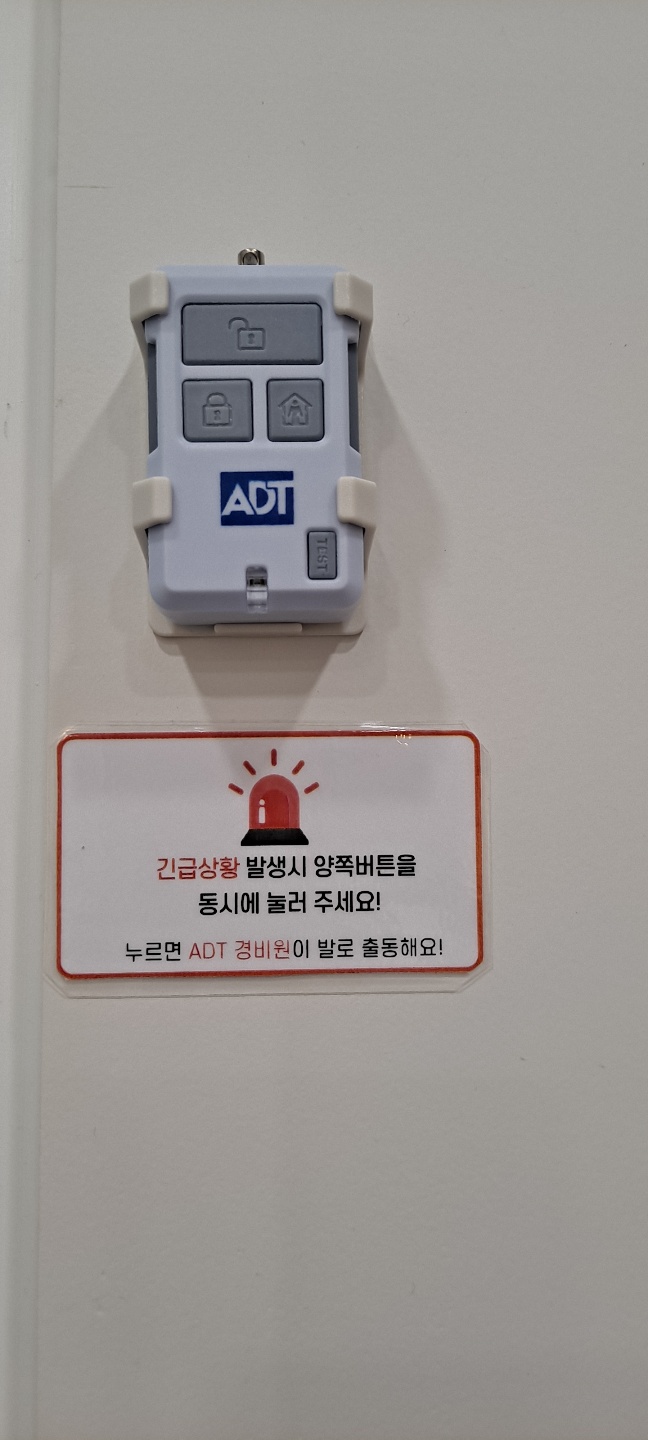 ADT
TEST
긴급상황 발생시 양쪽버튼을
동시에 눌러 주세요!
누르면 ADT 경비원이 발로 출동해요!